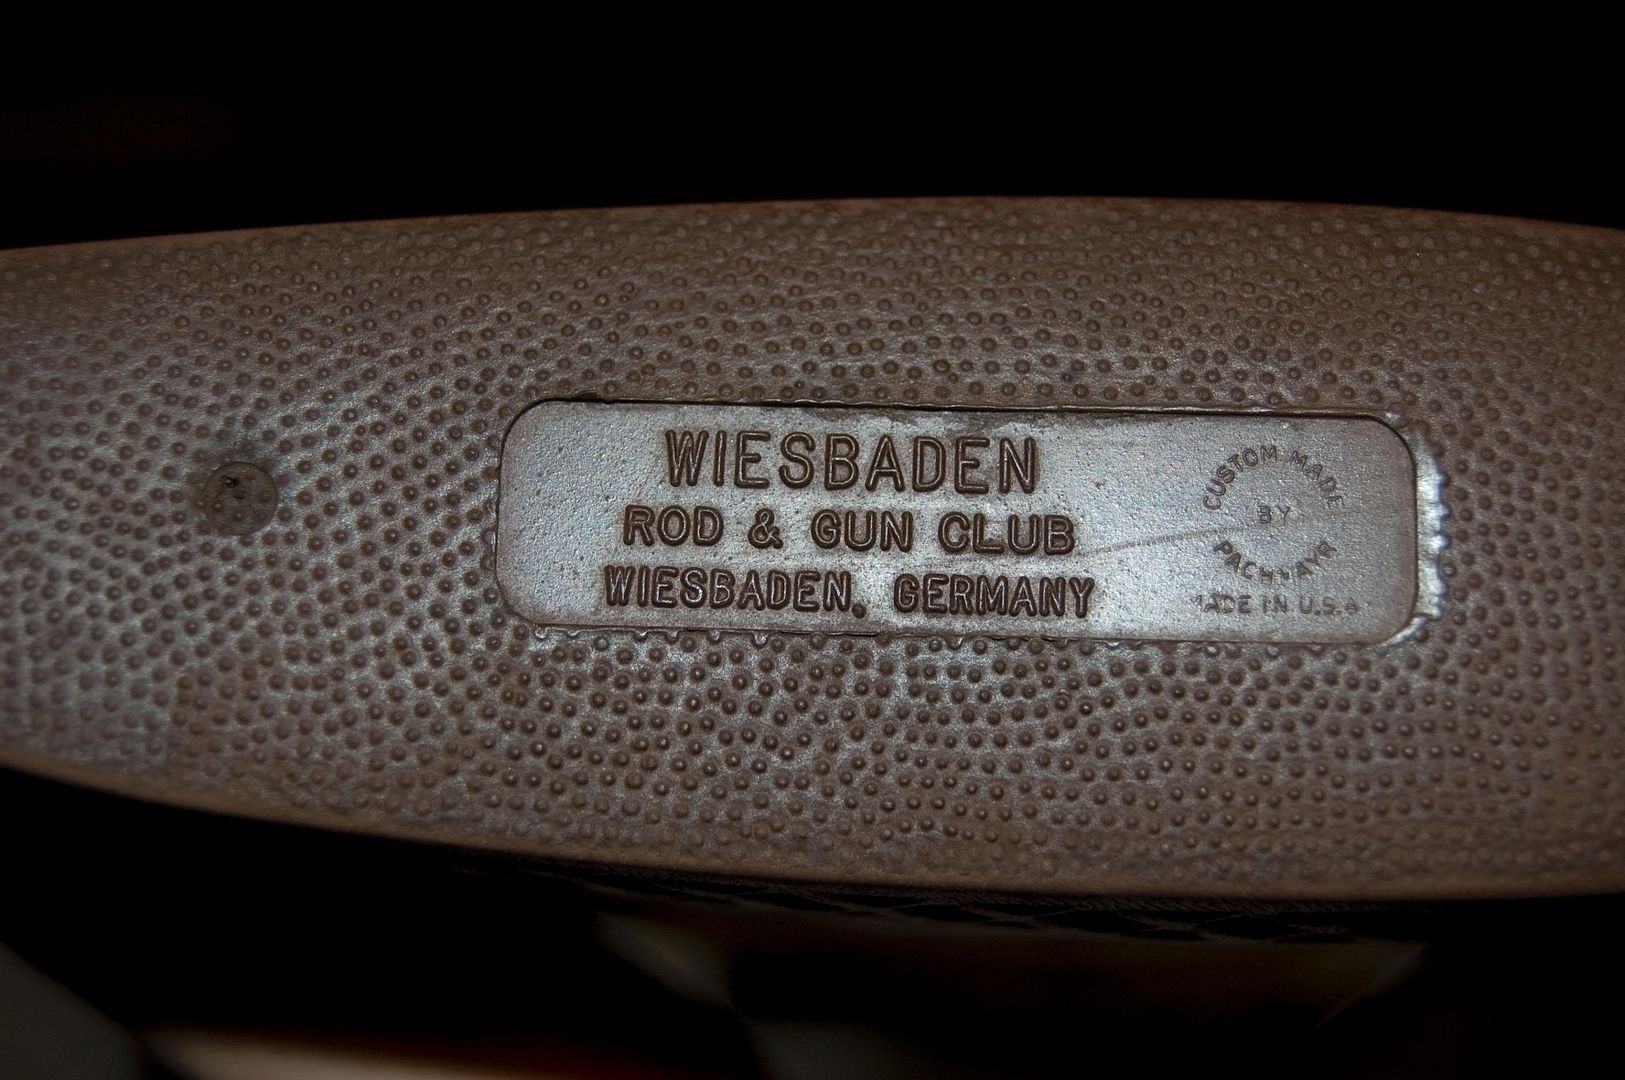 WIESBADEN
ROD & GUN CLUB
WIESBADEN, GERMANY
CUSTOM MADE
BY
PACHMAYR
MADE IN U.S.A